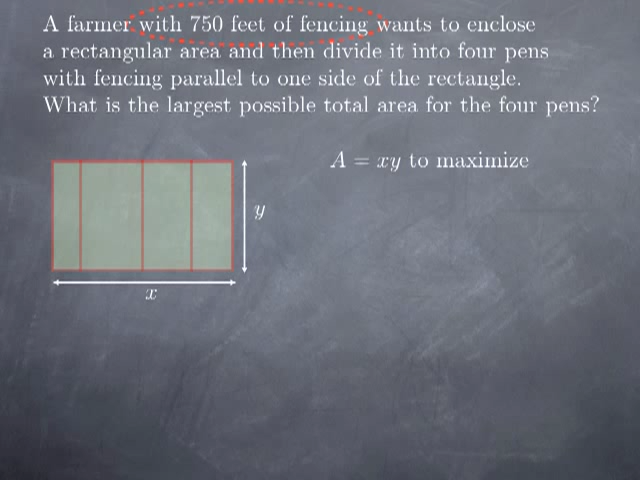 A farmer with 750 feet of fencing wants to enclose
a rectangular area and then divide it into four pens
with fencing parallel to one side of the rectangle.
What is the largest possible total area for the four pens?
A = xy to maximize
y
x